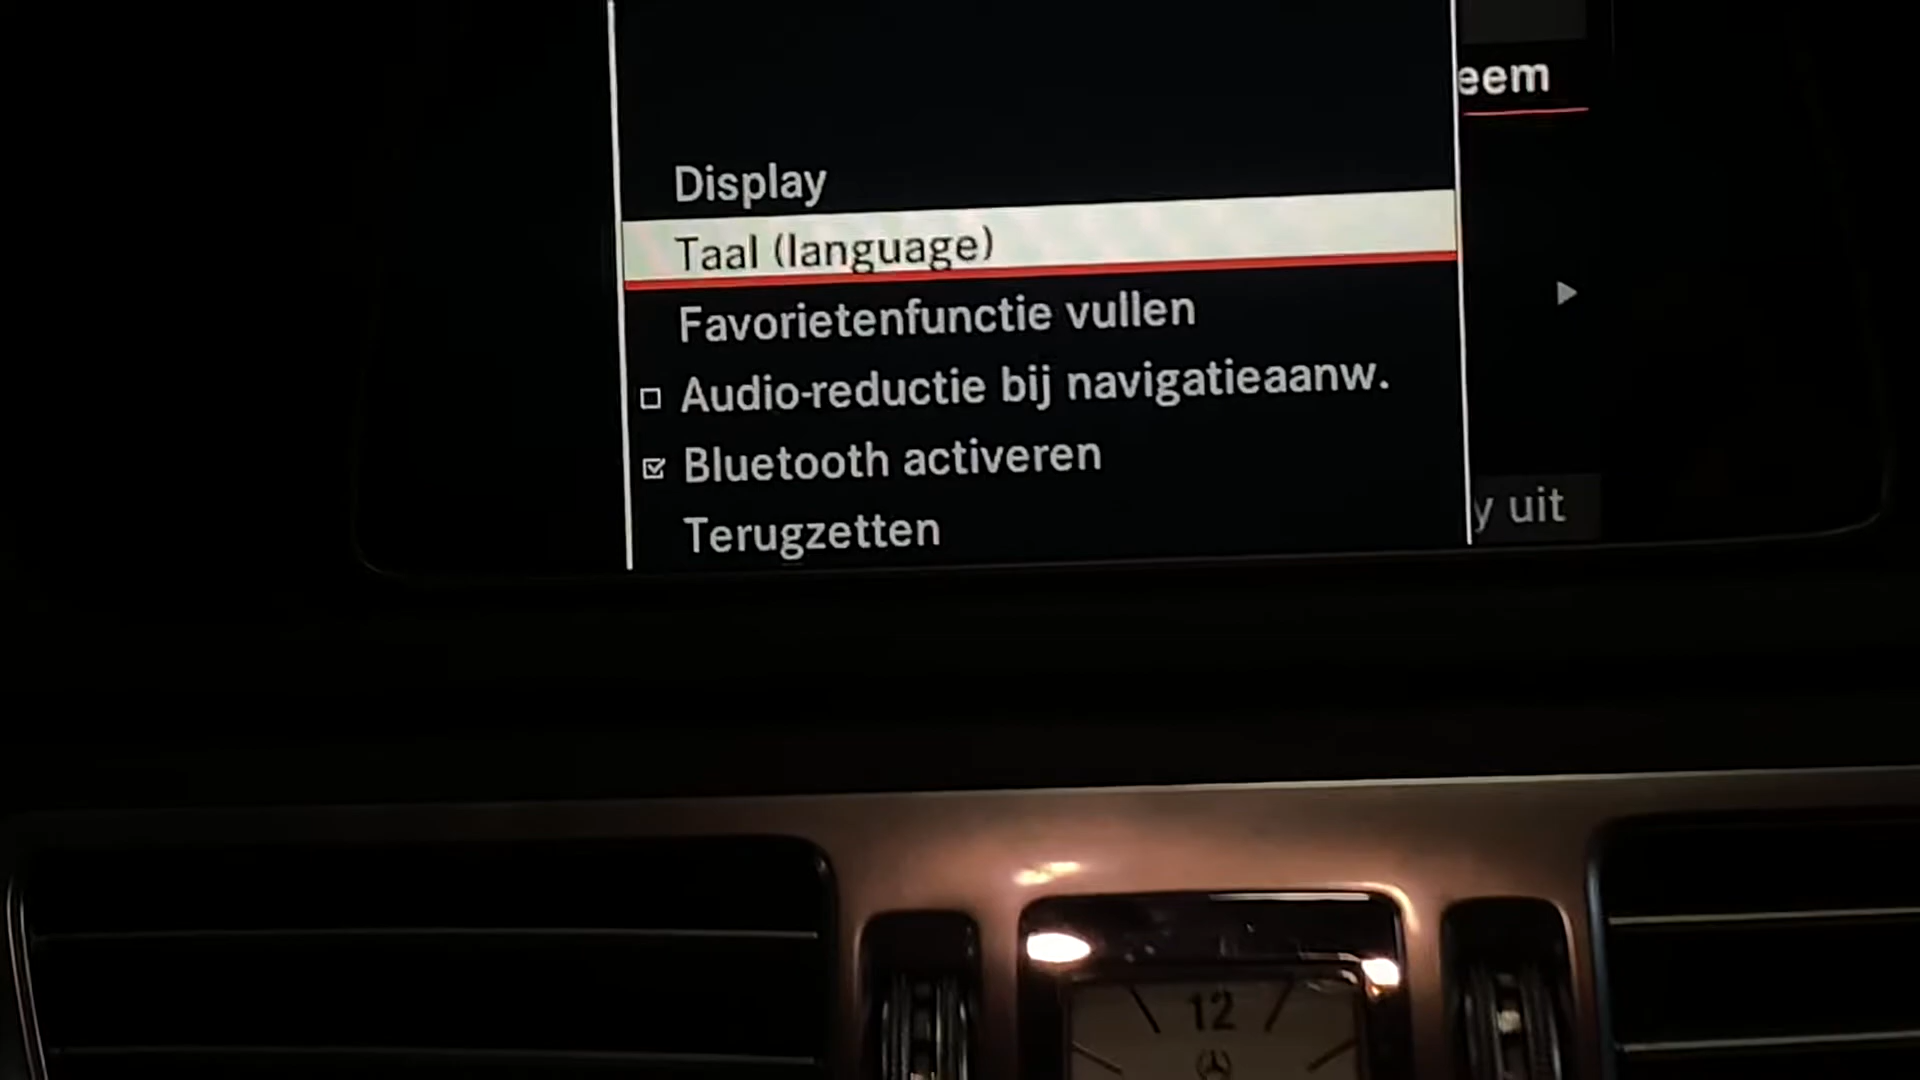 eem
Display
Taal (language)
Favorietenfunctie vullen
Audio-reductie bij navigatieaanw.
Bluetooth activeren
y uit
Terugzetten
12